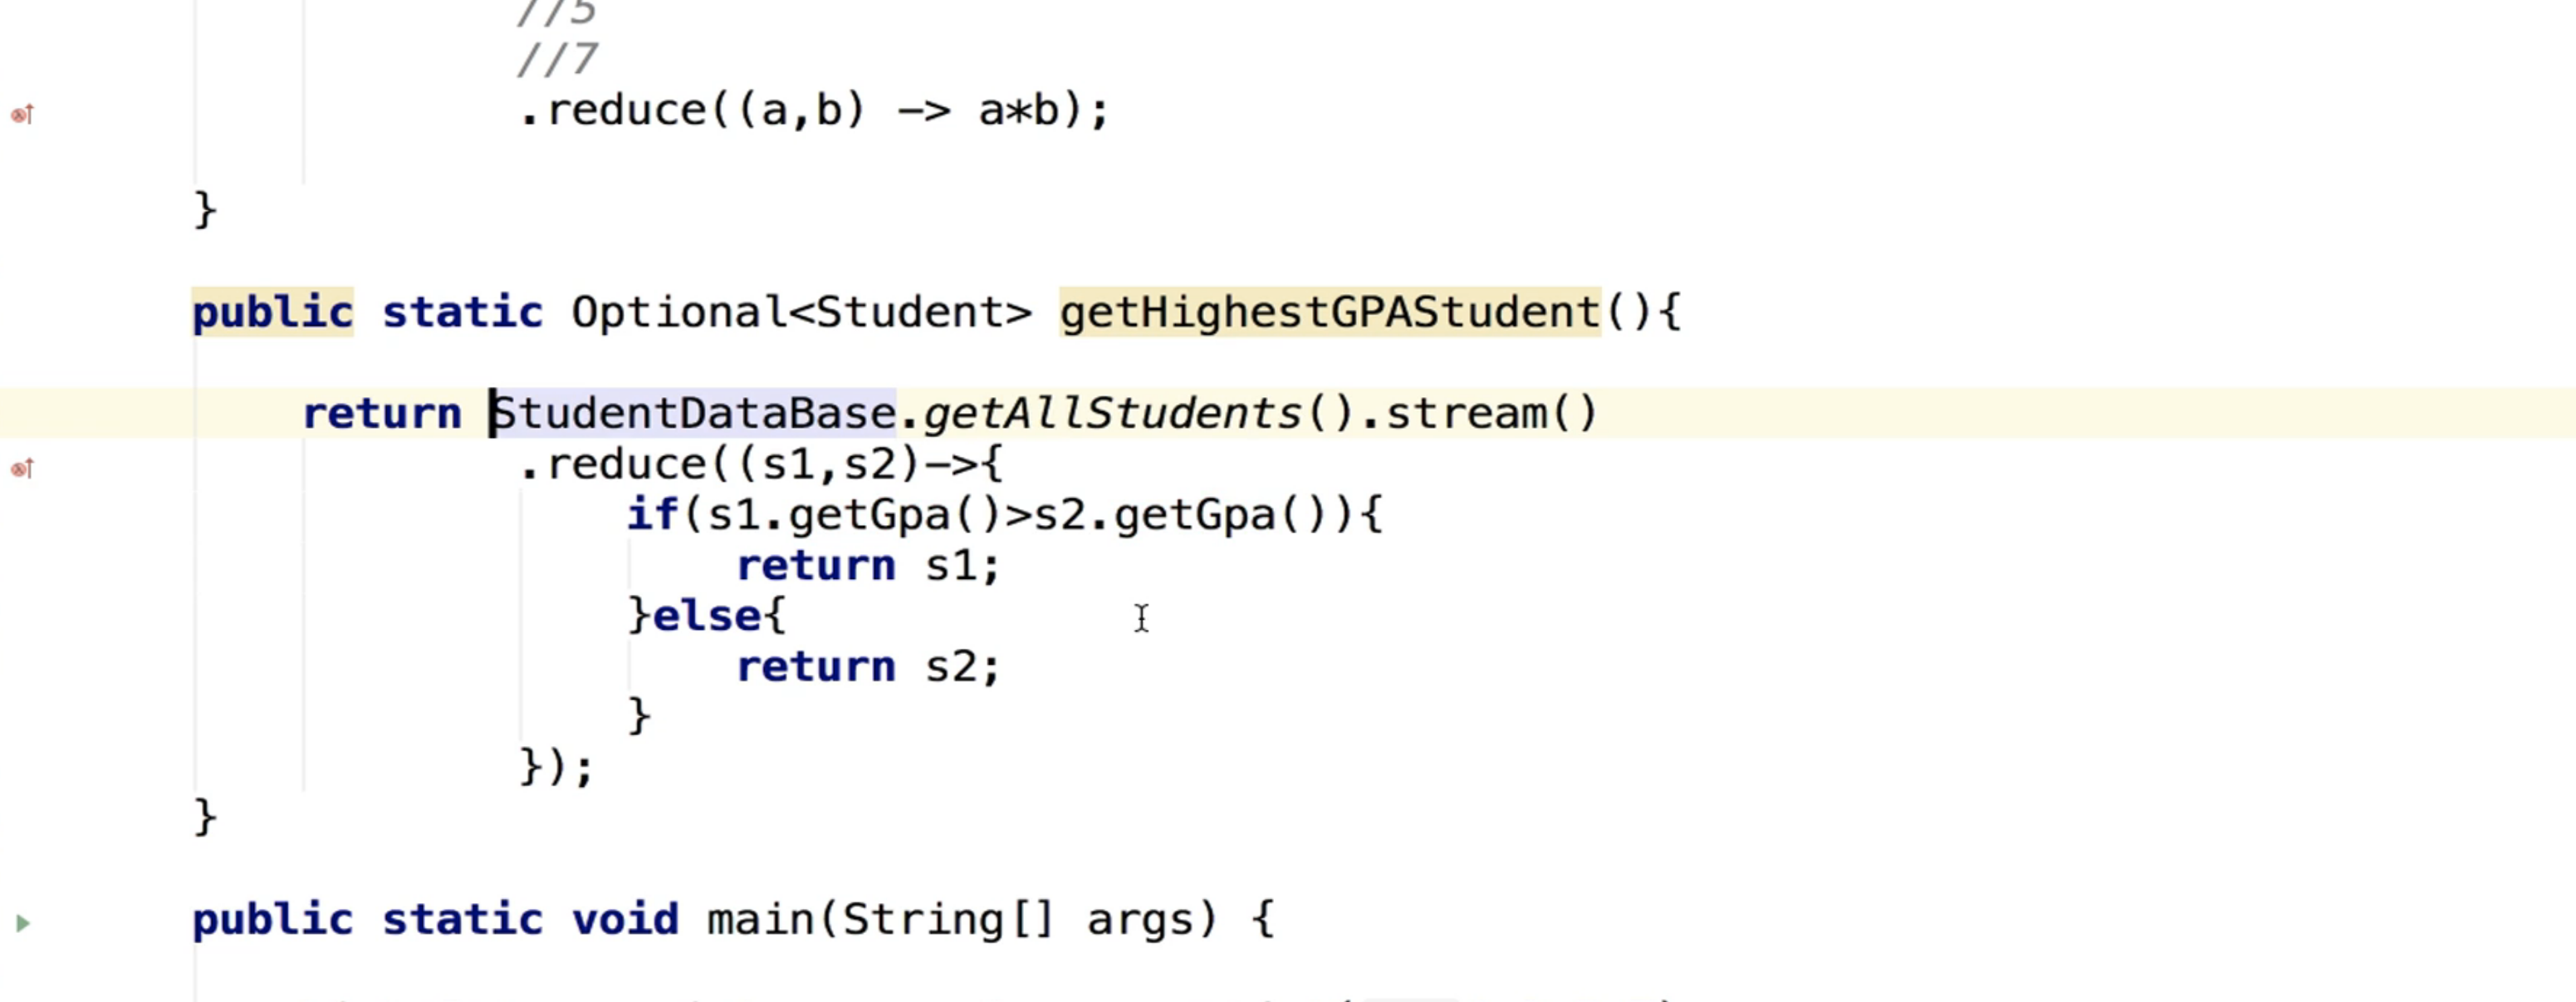 //5
//7
.reduce((a,b) -> a*b);
}
public static Optional<Student> getHighestGPAStudent(){
return StudentDataBase.getAllStudents().stream()
.reduce((s1,s2)->{
if(s1.getGpa()>s2.getGpa()){
return s1;
}else{
return s2;
}
});
}
public static void main(String[] args) {